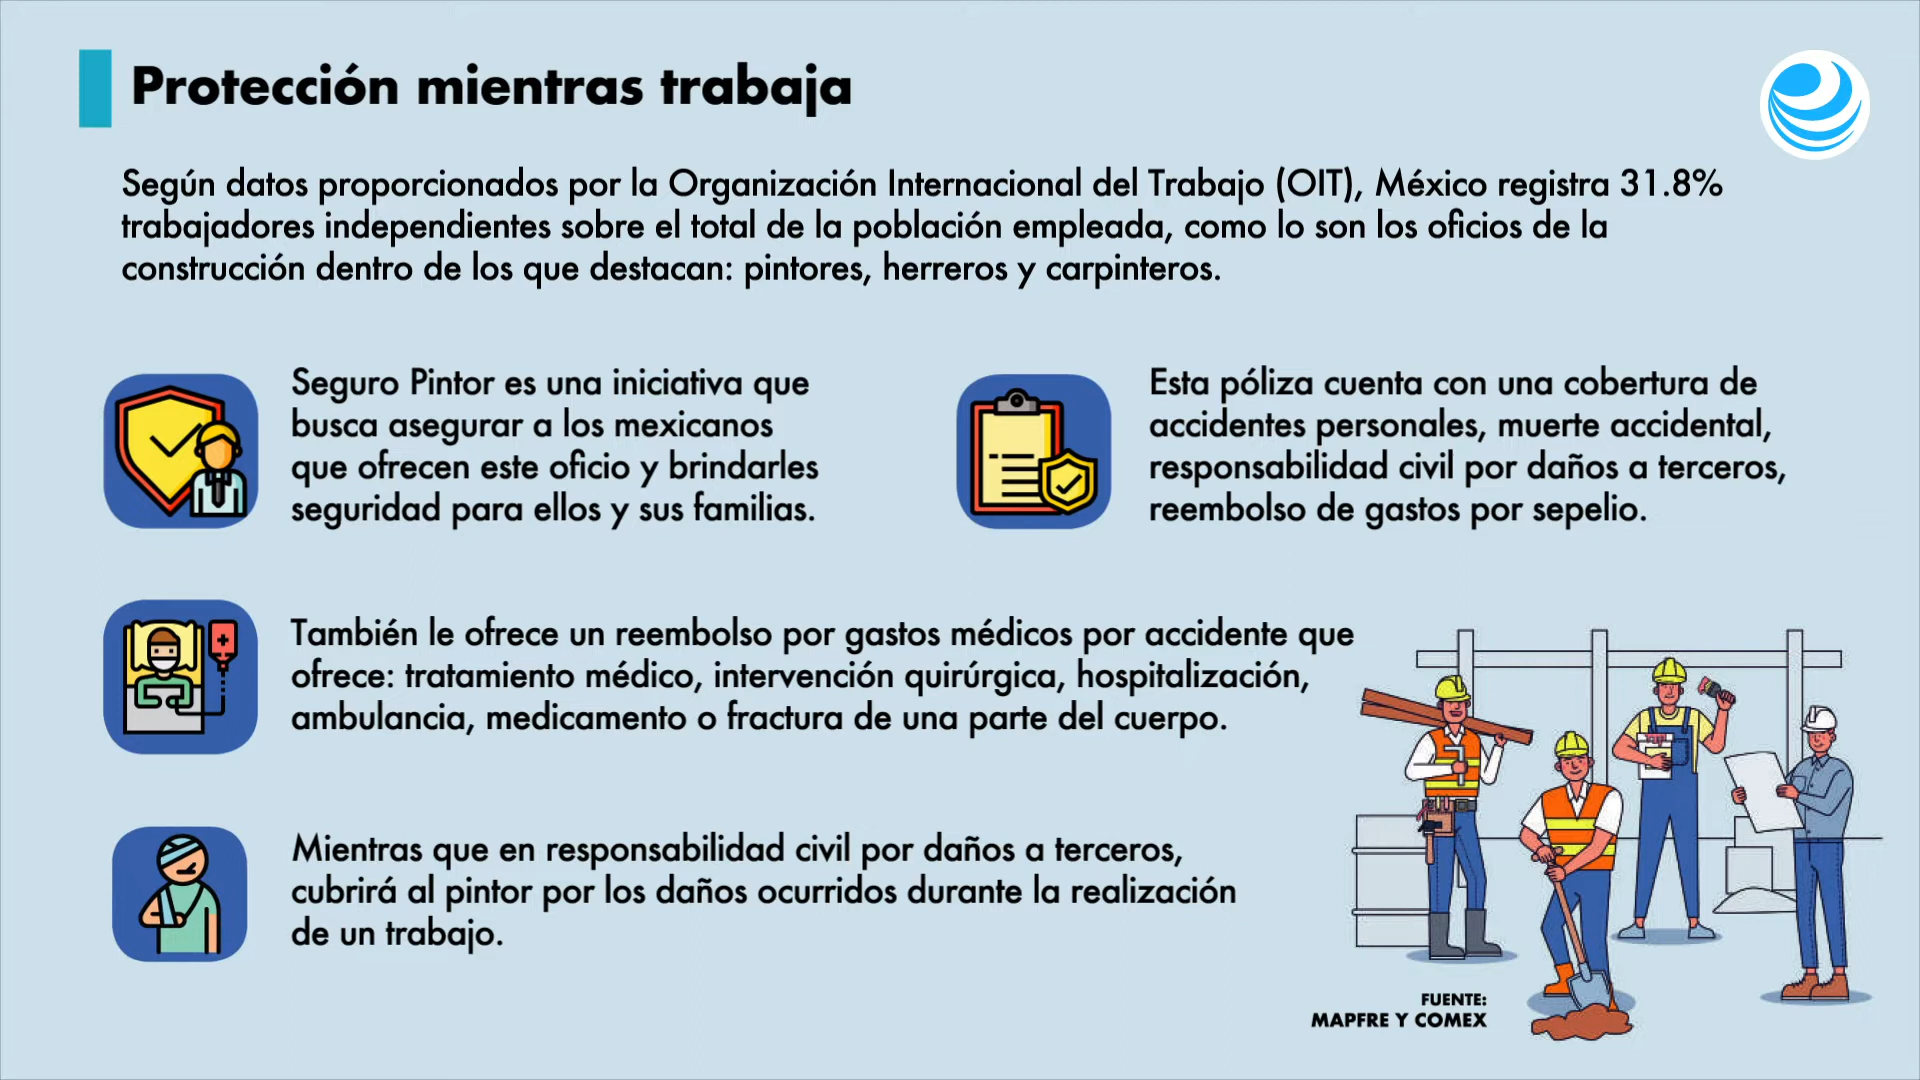 Protección mientras trabaja
Según datos proporcionados por la Organización Internacional del Trabajo (OIT), México registra 31.8%
trabajadores independientes sobre el total de la población empleada, como lo son los oficios de la
construcción dentro de los que destacan: pintores, herreros y carpinteros.
Seguro Pintor es una iniciativa que
busca asegurar a los mexicanos
que ofrecen este oficio y brindarles
seguridad para ellos y sus familias.
Esta póliza cuenta con una cobertura de
accidentes personales, muerte accidental,
responsabilidad civil por daños a terceros,
reembolso de gastos por sepelio.
También le ofrece un reembolso por gastos médicos por accidente que
ofrece: tratamiento médico, intervención quirúrgica, hospitalización,
ambulancia, medicamento o fractura de una parte del cuerpo.
Mientras que en responsabilidad civil por daños a terceros,
cubrirá al pintor por los daños ocurridos durante la realización
de un trabajo.
FUENTE:
MAPFRE Y COMEX